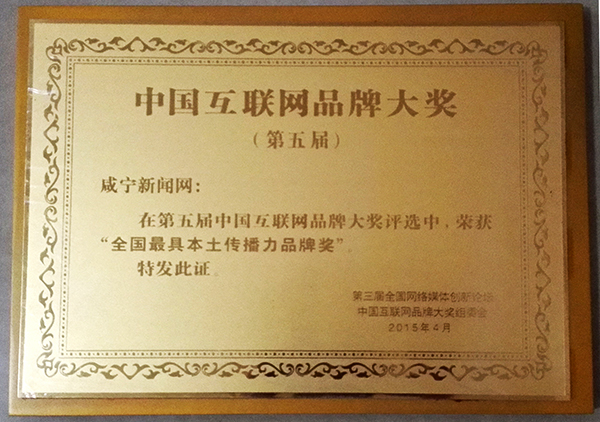 中国互联网品牌大奖
（第五届）
咸宁新闻网：
在第五届中国互联网品牌大奖评选中，荣获
“全国最具本土传播力品牌奖”。
特发此证。
第三届全国网络媒体创新论坛
中国互联网品牌大奖组委会
2015年4月